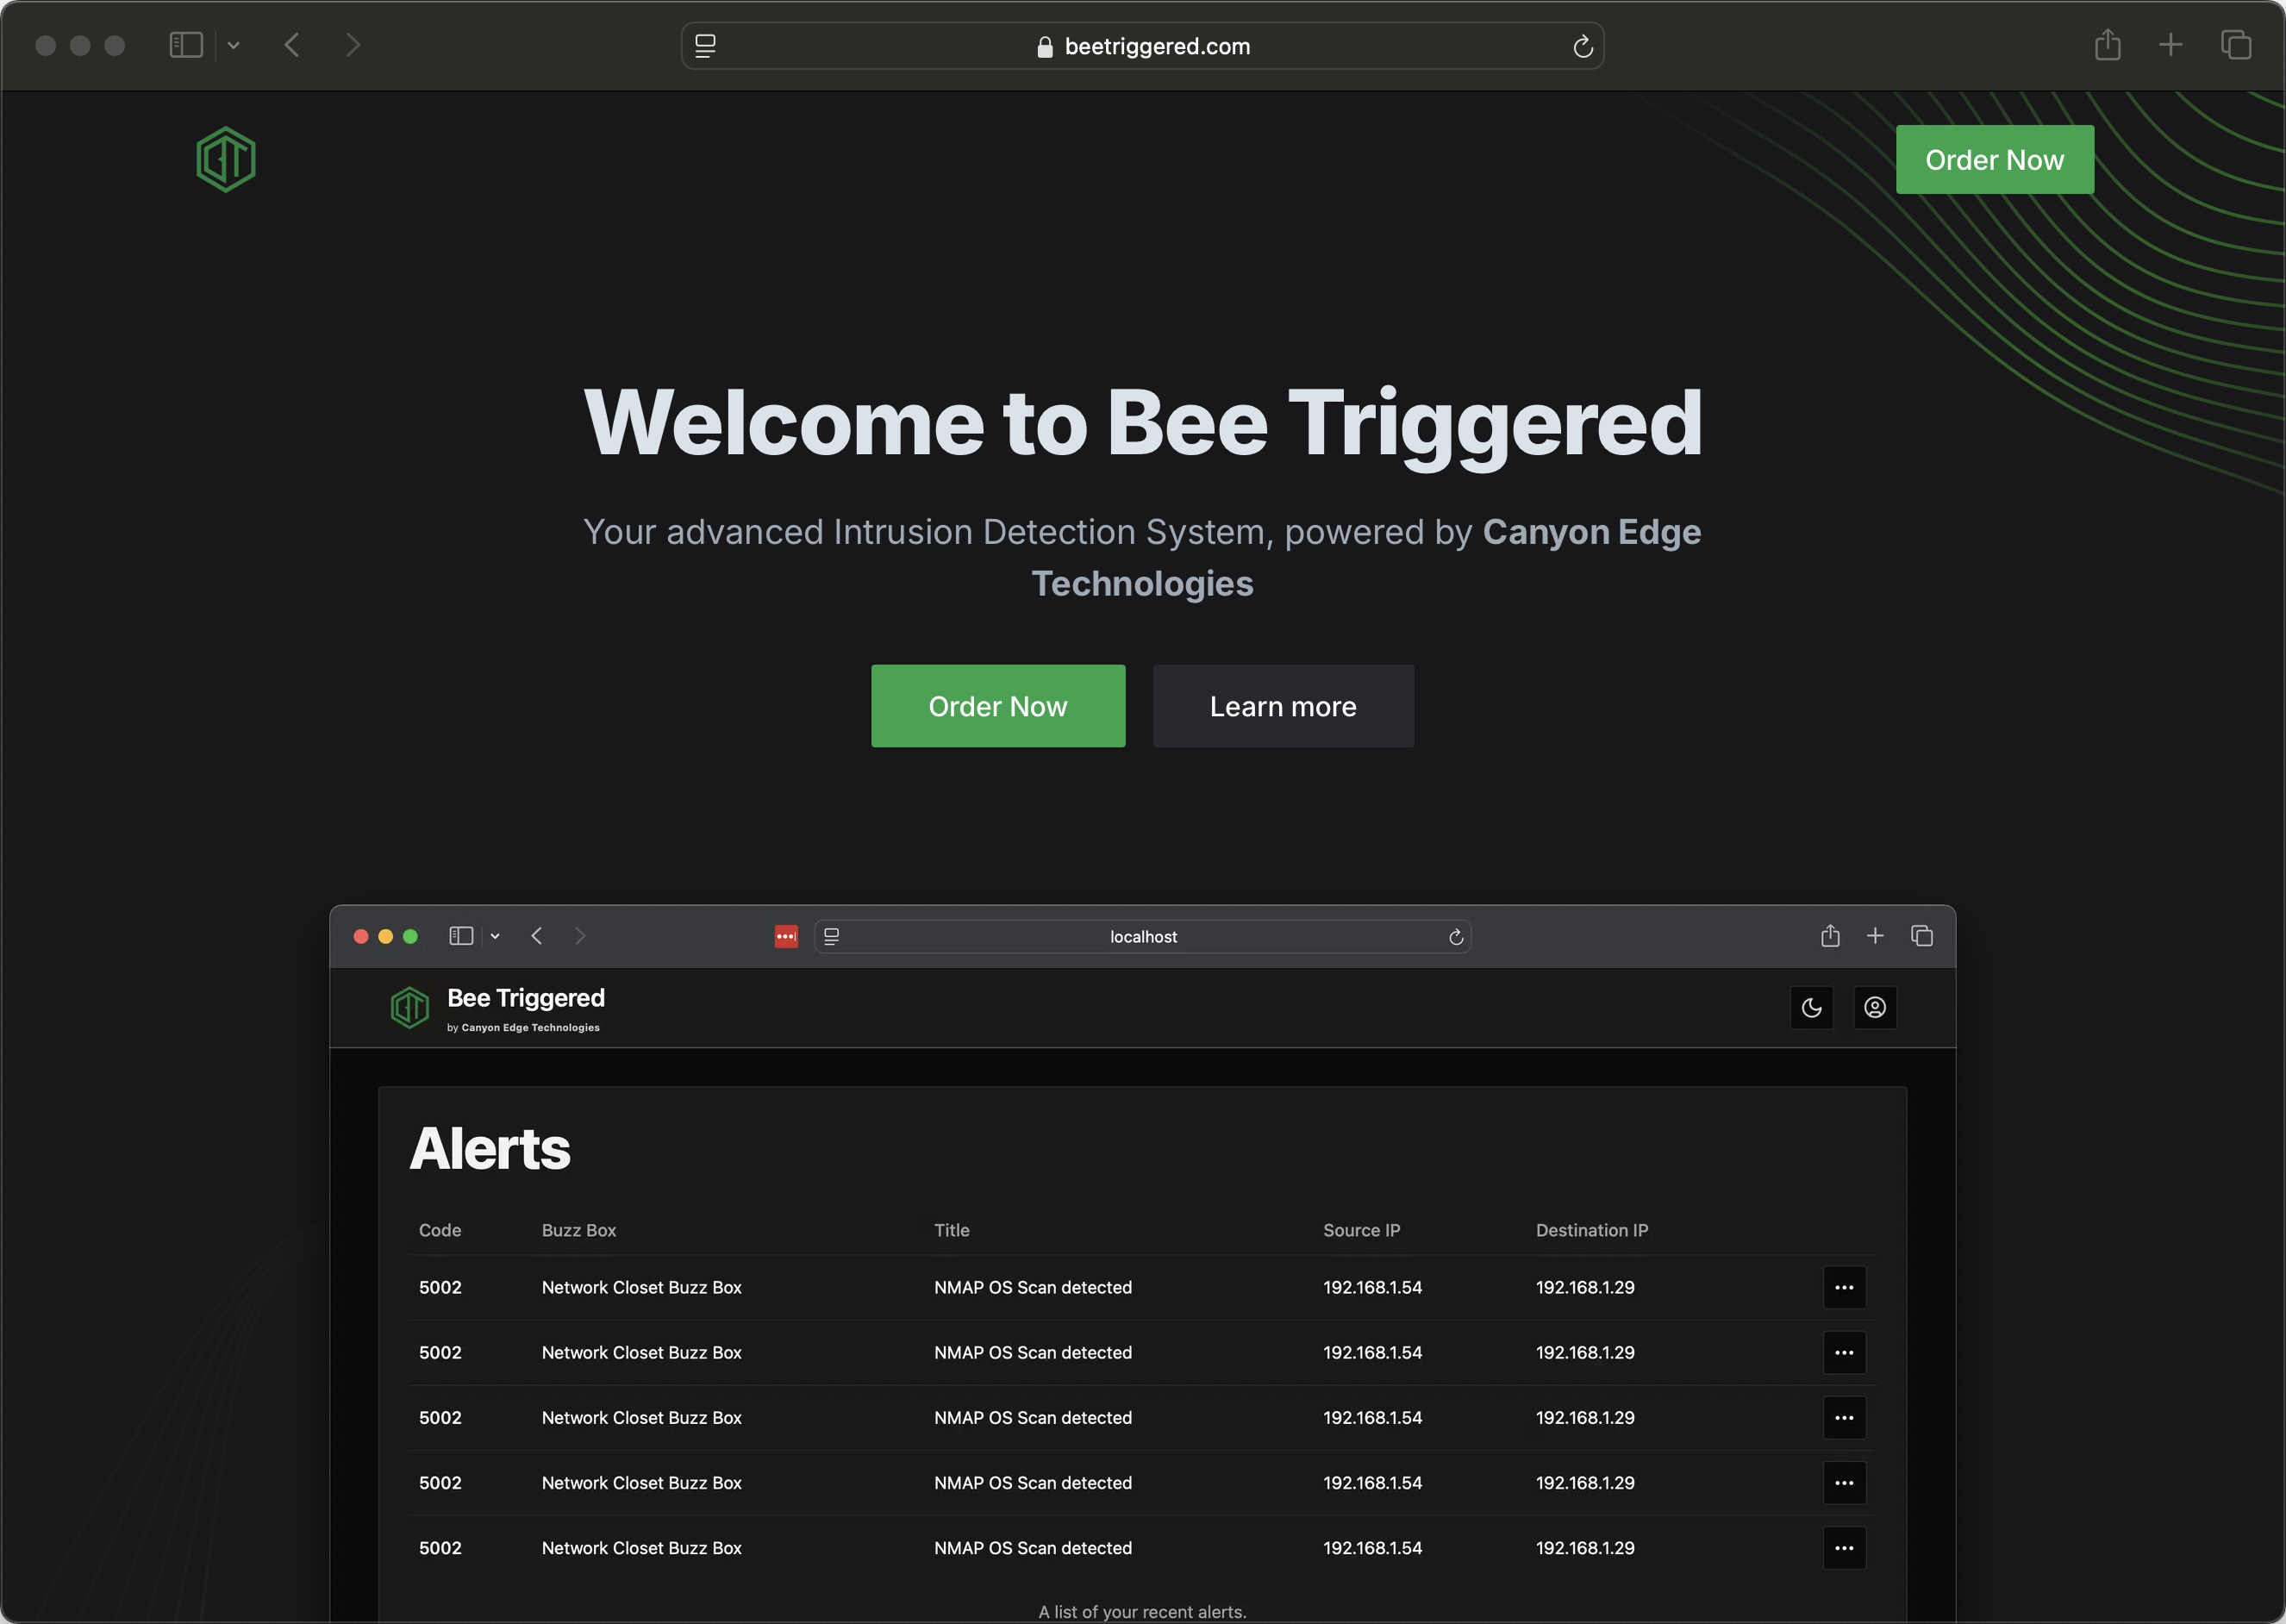 beetriggered.com
Order Now
Welcome to Bee Triggered
Your advanced Intrusion Detection System, powered by Canyon Edge
Technologies
Order Now Learn more
localhost
Bee Triggered
by Canyon Edge Technologies
Alerts
Code Buzz Box Title Source IP Destination IP
5002 Network Closet Buzz Box NMAP OS Scan detected 192.168.1.54 192.168.1.29
5002 Network Closet Buzz Box NMAP OS Scan detected 192.168.1.54 192.168.1.29
5002 Network Closet Buzz Box NMAP OS Scan detected 192.168.1.54 192.168.1.29
5002 Network Closet Buzz Box NMAP OS Scan detected 192.168.1.54 192.168.1.29
5002 Network Closet Buzz Box NMAP OS Scan detected 192.168.1.54 192.168.1.29
A list of your recent alerts.